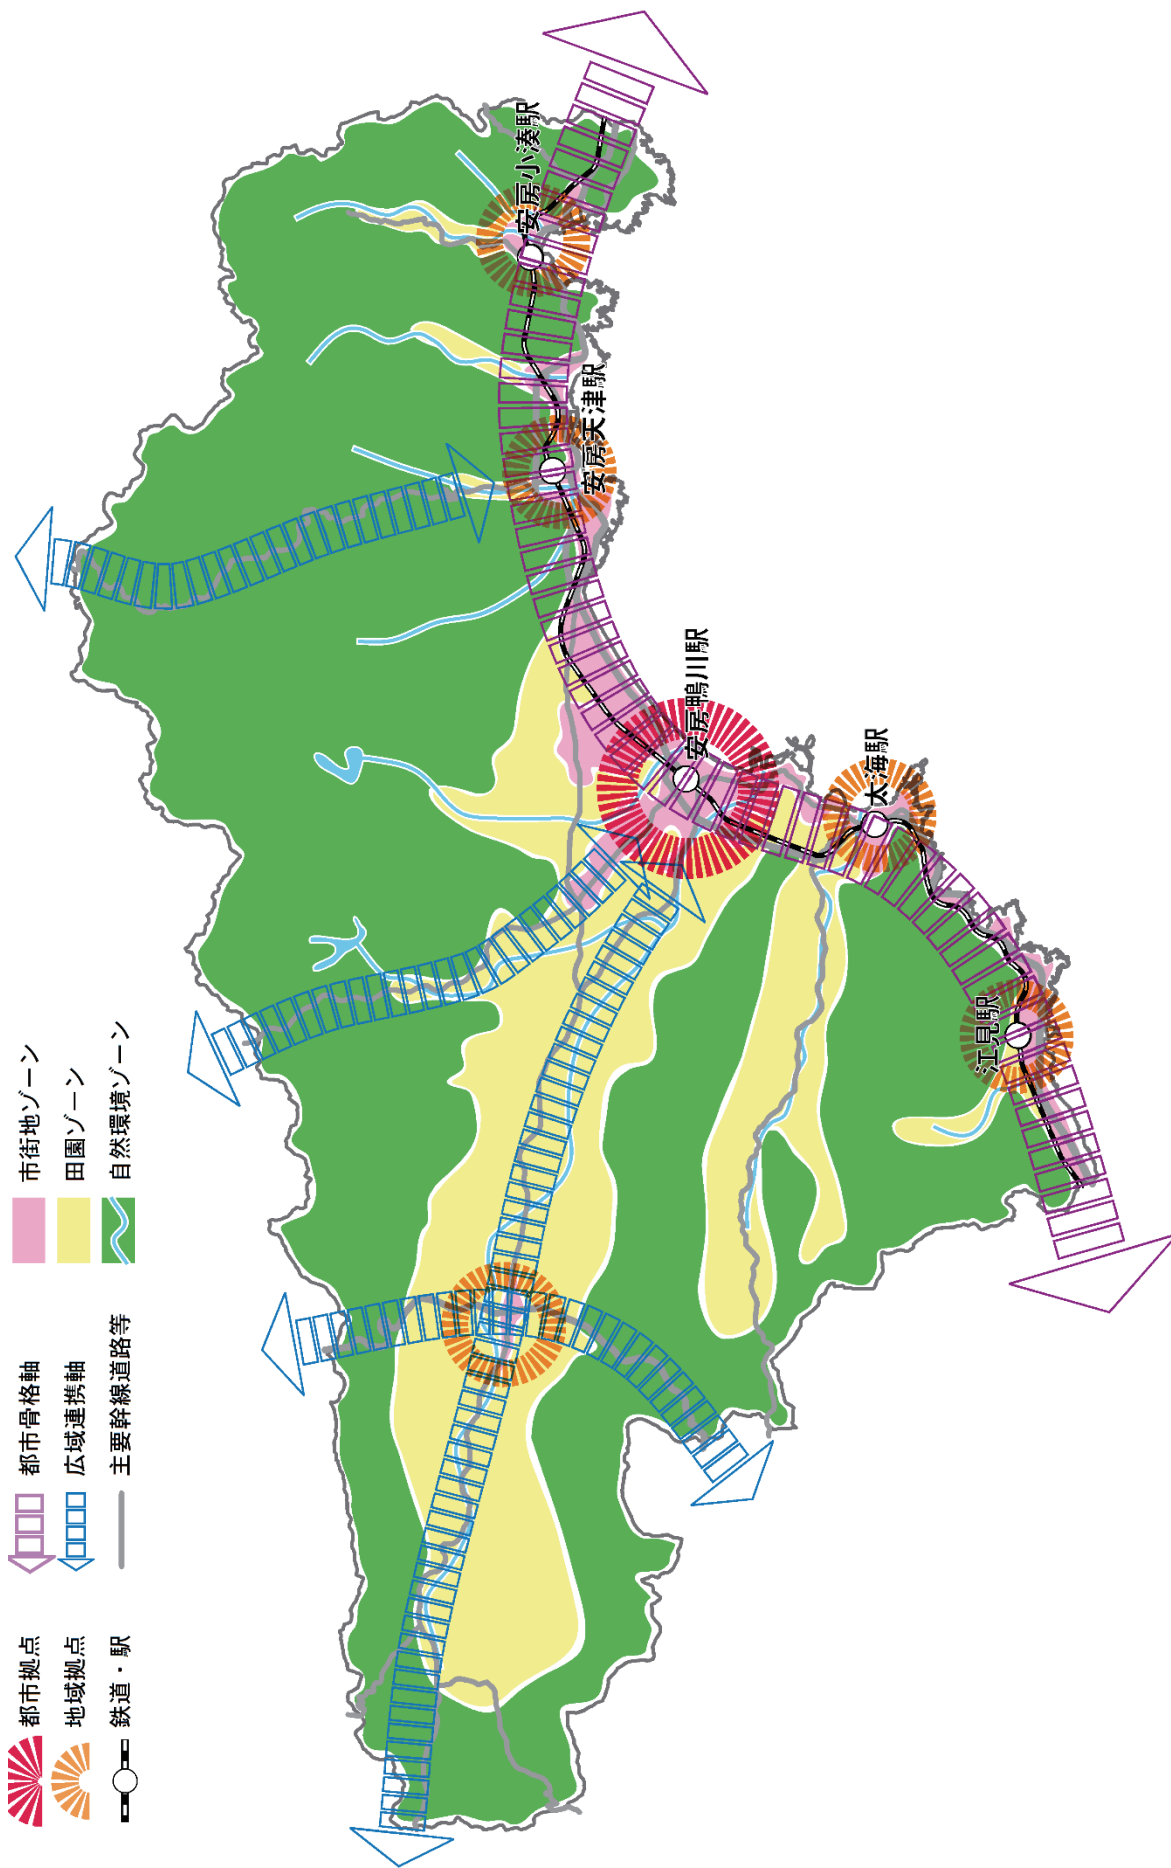 都市拠点
地域拠点
鉄道・駅
都市骨格軸
広域連携軸
主要幹線道路等
市街地ゾーン
田園ゾーン
自然環境ゾーン
安房小湊駅
安房天津駅
安房鴨川駅
太海駅
江見駅